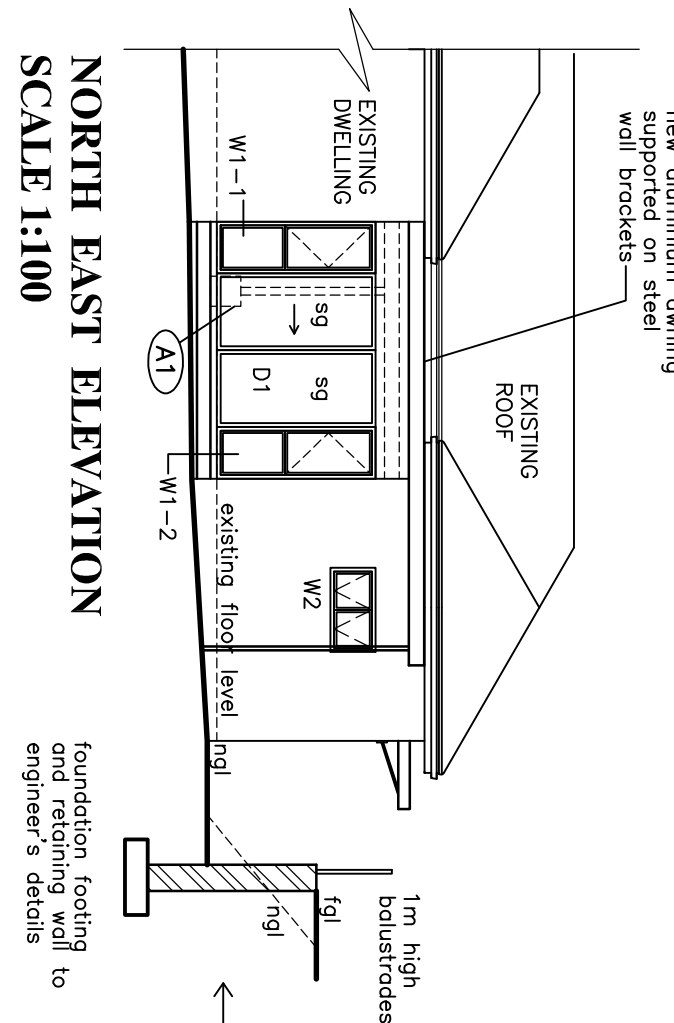 new aluminium awning
supported on steel
wall brackets
EXISTING
DWELLING
EXISTING
ROOF
W1-1
sg
sg
D1
A1
W1-2
W2
existing floor level
ngl
fgl
ngl
1m high
balustrades
foundation footing
and retaining wall to
engineer's details
NORTH EAST ELEVATION
SCALE 1:100